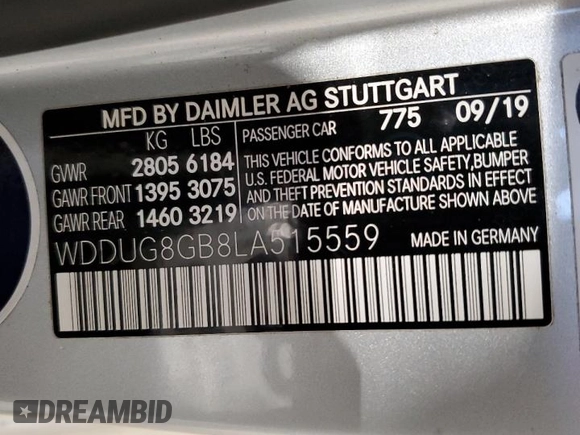 MFD BY DAIMLER AG STUTTGART
KG LBS
PASSENGER CAR 775 09/19
GVWR 2805 6184
GAWR FRONT 1395 3075
GAWR REAR 1460 3219
THIS VEHICLE CONFORMS TO ALL APPLICABLE
U.S. FEDERAL MOTOR VEHICLE SAFETY, BUMPER
AND THEFT PREVENTION STANDARDS IN EFFECT
ON THE DATE OF MANUFACTURE SHOWN ABOVE.
WDDUG8GB8LA515559 MADE IN GERMANY
DREAMBID